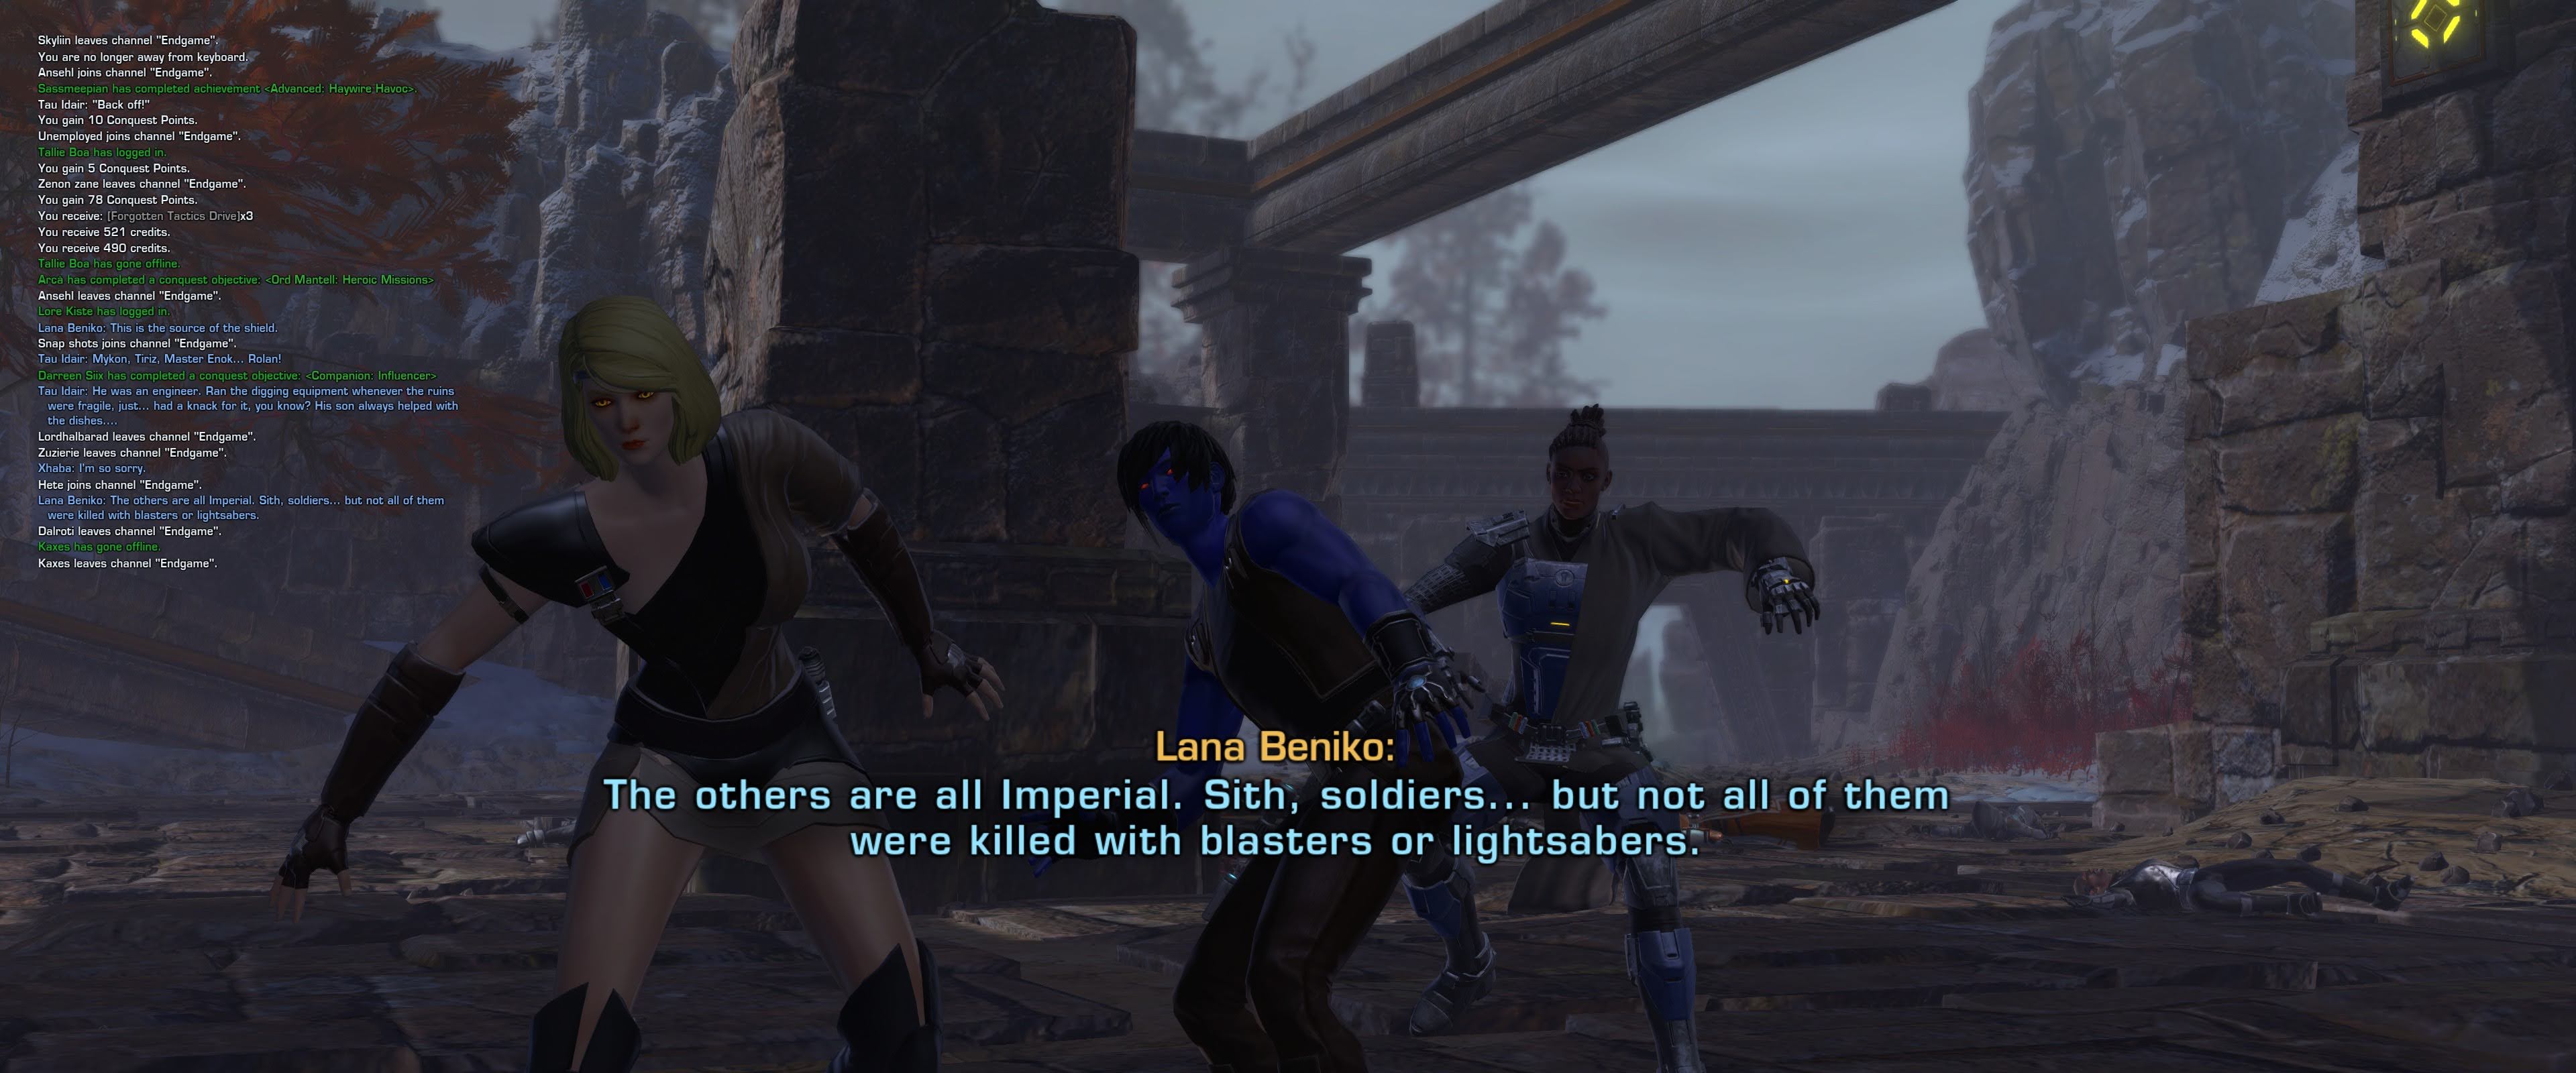 Skyliin leaves channel "Endgame".
You are no longer away from keyboard.
Ansehl joins channel "Endgame".
Sassmeepian has completed achievement <Advanced: Haywire Havoc>.
Tau Idair: "Back off!"
You gain 10 Conquest Points.
Unemployed joins channel "Endgame".
Tallie Boa has logged in.
You gain 5 Conquest Points.
Zenon zane leaves channel "Endgame".
You gain 78 Conquest Points.
You receive: [Forgotten Tactics Drive]x3
You receive 521 credits.
You receive 490 credits.
Tallie Boa has gone offline.
Arca has completed a conquest objective: <Ord Mantell: Heroic Missions>
Ansehl leaves channel "Endgame".
Lore Kiste has logged in.
Lana Beniko: This is the source of the shield.
Snap shots joins channel "Endgame".
Tau Idair: Mykon, Tiriz, Master Enok... Rolan!
Darreen Siix has completed a conquest objective: <Companion: Influencer>
Tau Idair: He was an engineer. Ran the digging equipment whenever the ruins
were fragile, just... had a knack for it, you know? His son always helped with
the dishes....
Lordhalbarad leaves channel "Endgame".
Zuzierie leaves channel "Endgame".
Xhaba: I'm so sorry.
Hete joins channel "Endgame".
Lana Beniko: The others are all Imperial. Sith, soldiers... but not all of them
were killed with blasters or lightsabers.
Dalroti leaves channel "Endgame".
Kaxes has gone offline.
Kaxes leaves channel "Endgame".
Lana Beniko:
The others are all Imperial. Sith, soldiers... but not all of them
were killed with blasters or lightsabers.